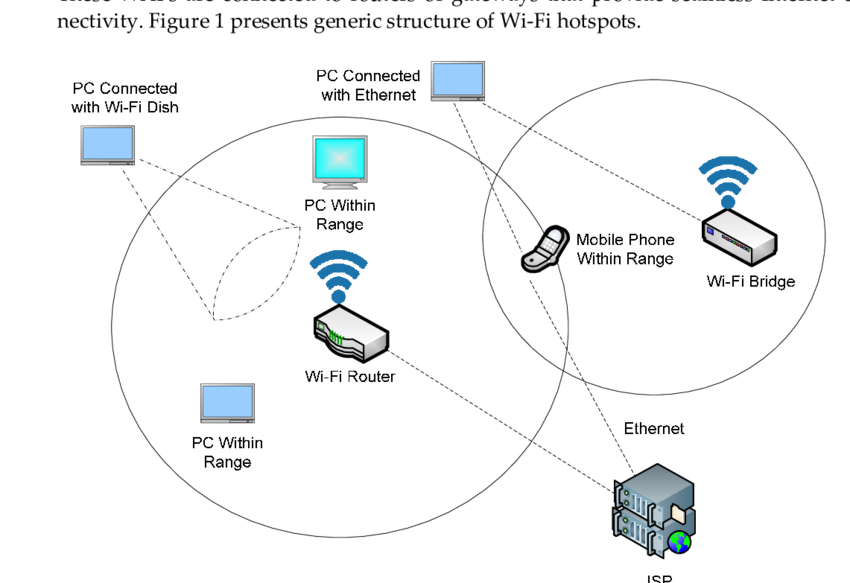 nectivity. Figure 1 presents generic structure of Wi-Fi hotspots.
PC Connected
with Wi-Fi Dish
PC Connected
with Ethernet
PC Within
Range
Mobile Phone
Within Range
Wi-Fi Bridge
Wi-Fi Router
PC Within
Range
Ethernet
ISP